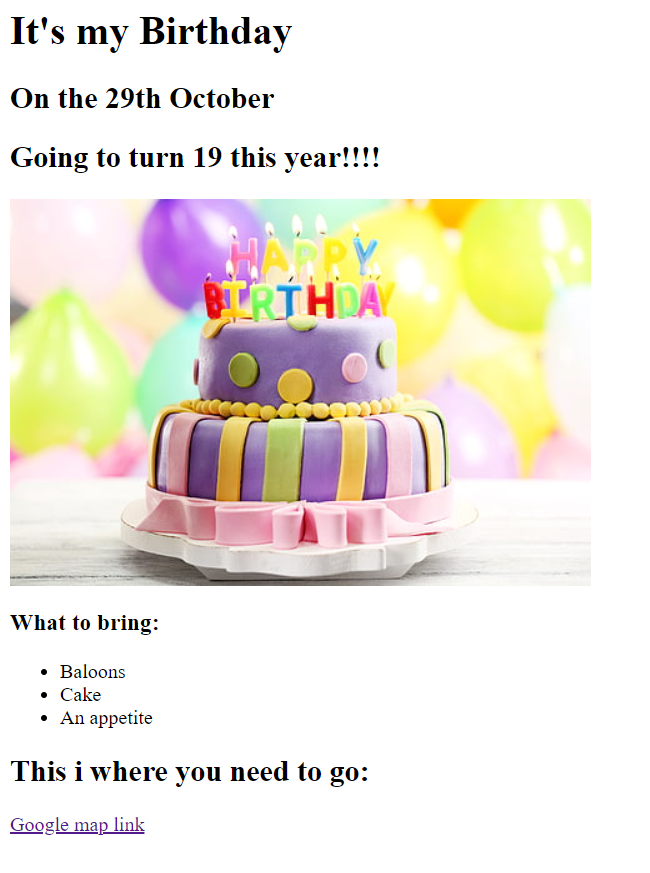 It's my Birthday
On the 29th October
Going to turn 19 this year!!!!
HAPPY
BIRTHDAY
What to bring:
Baloons
Cake
An appetite
This i where you need to go:
Google map link